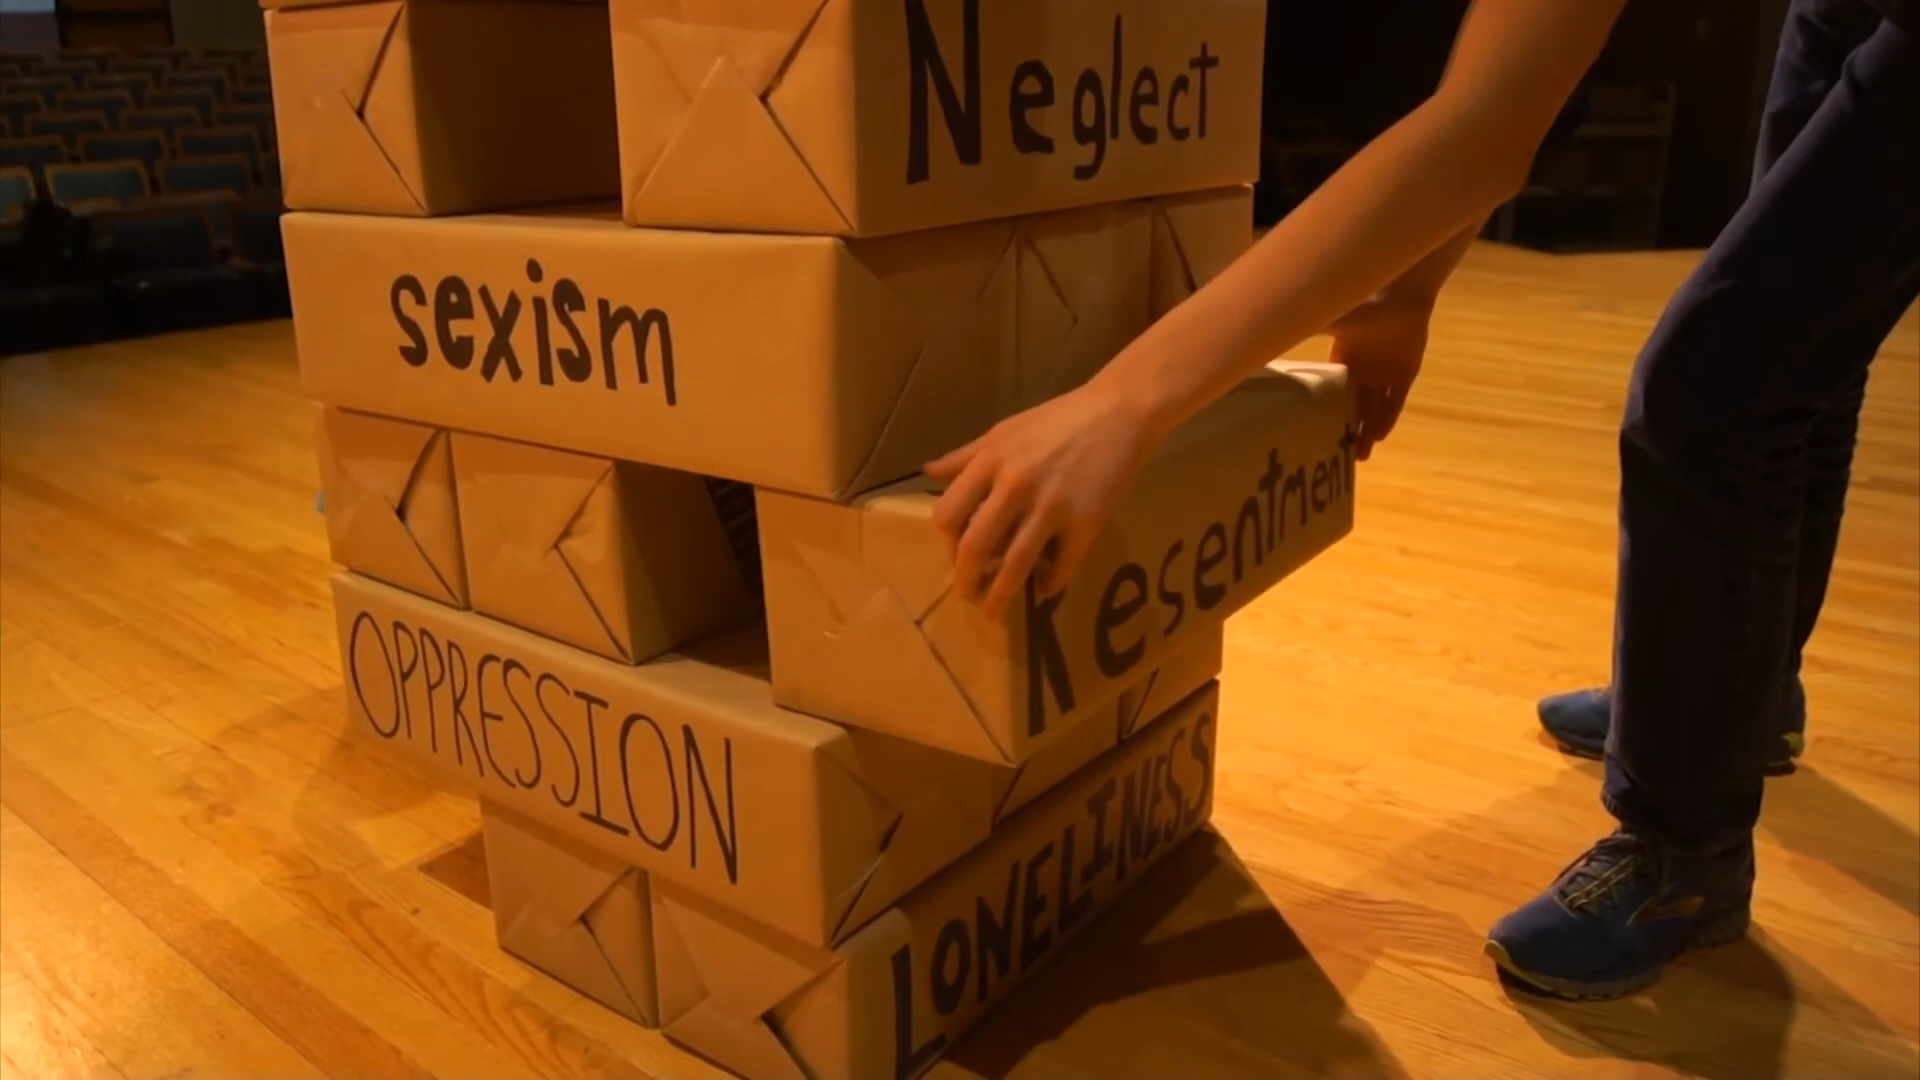 Neglect
sexism
Resentment
OPPRESSION
LONELINESS